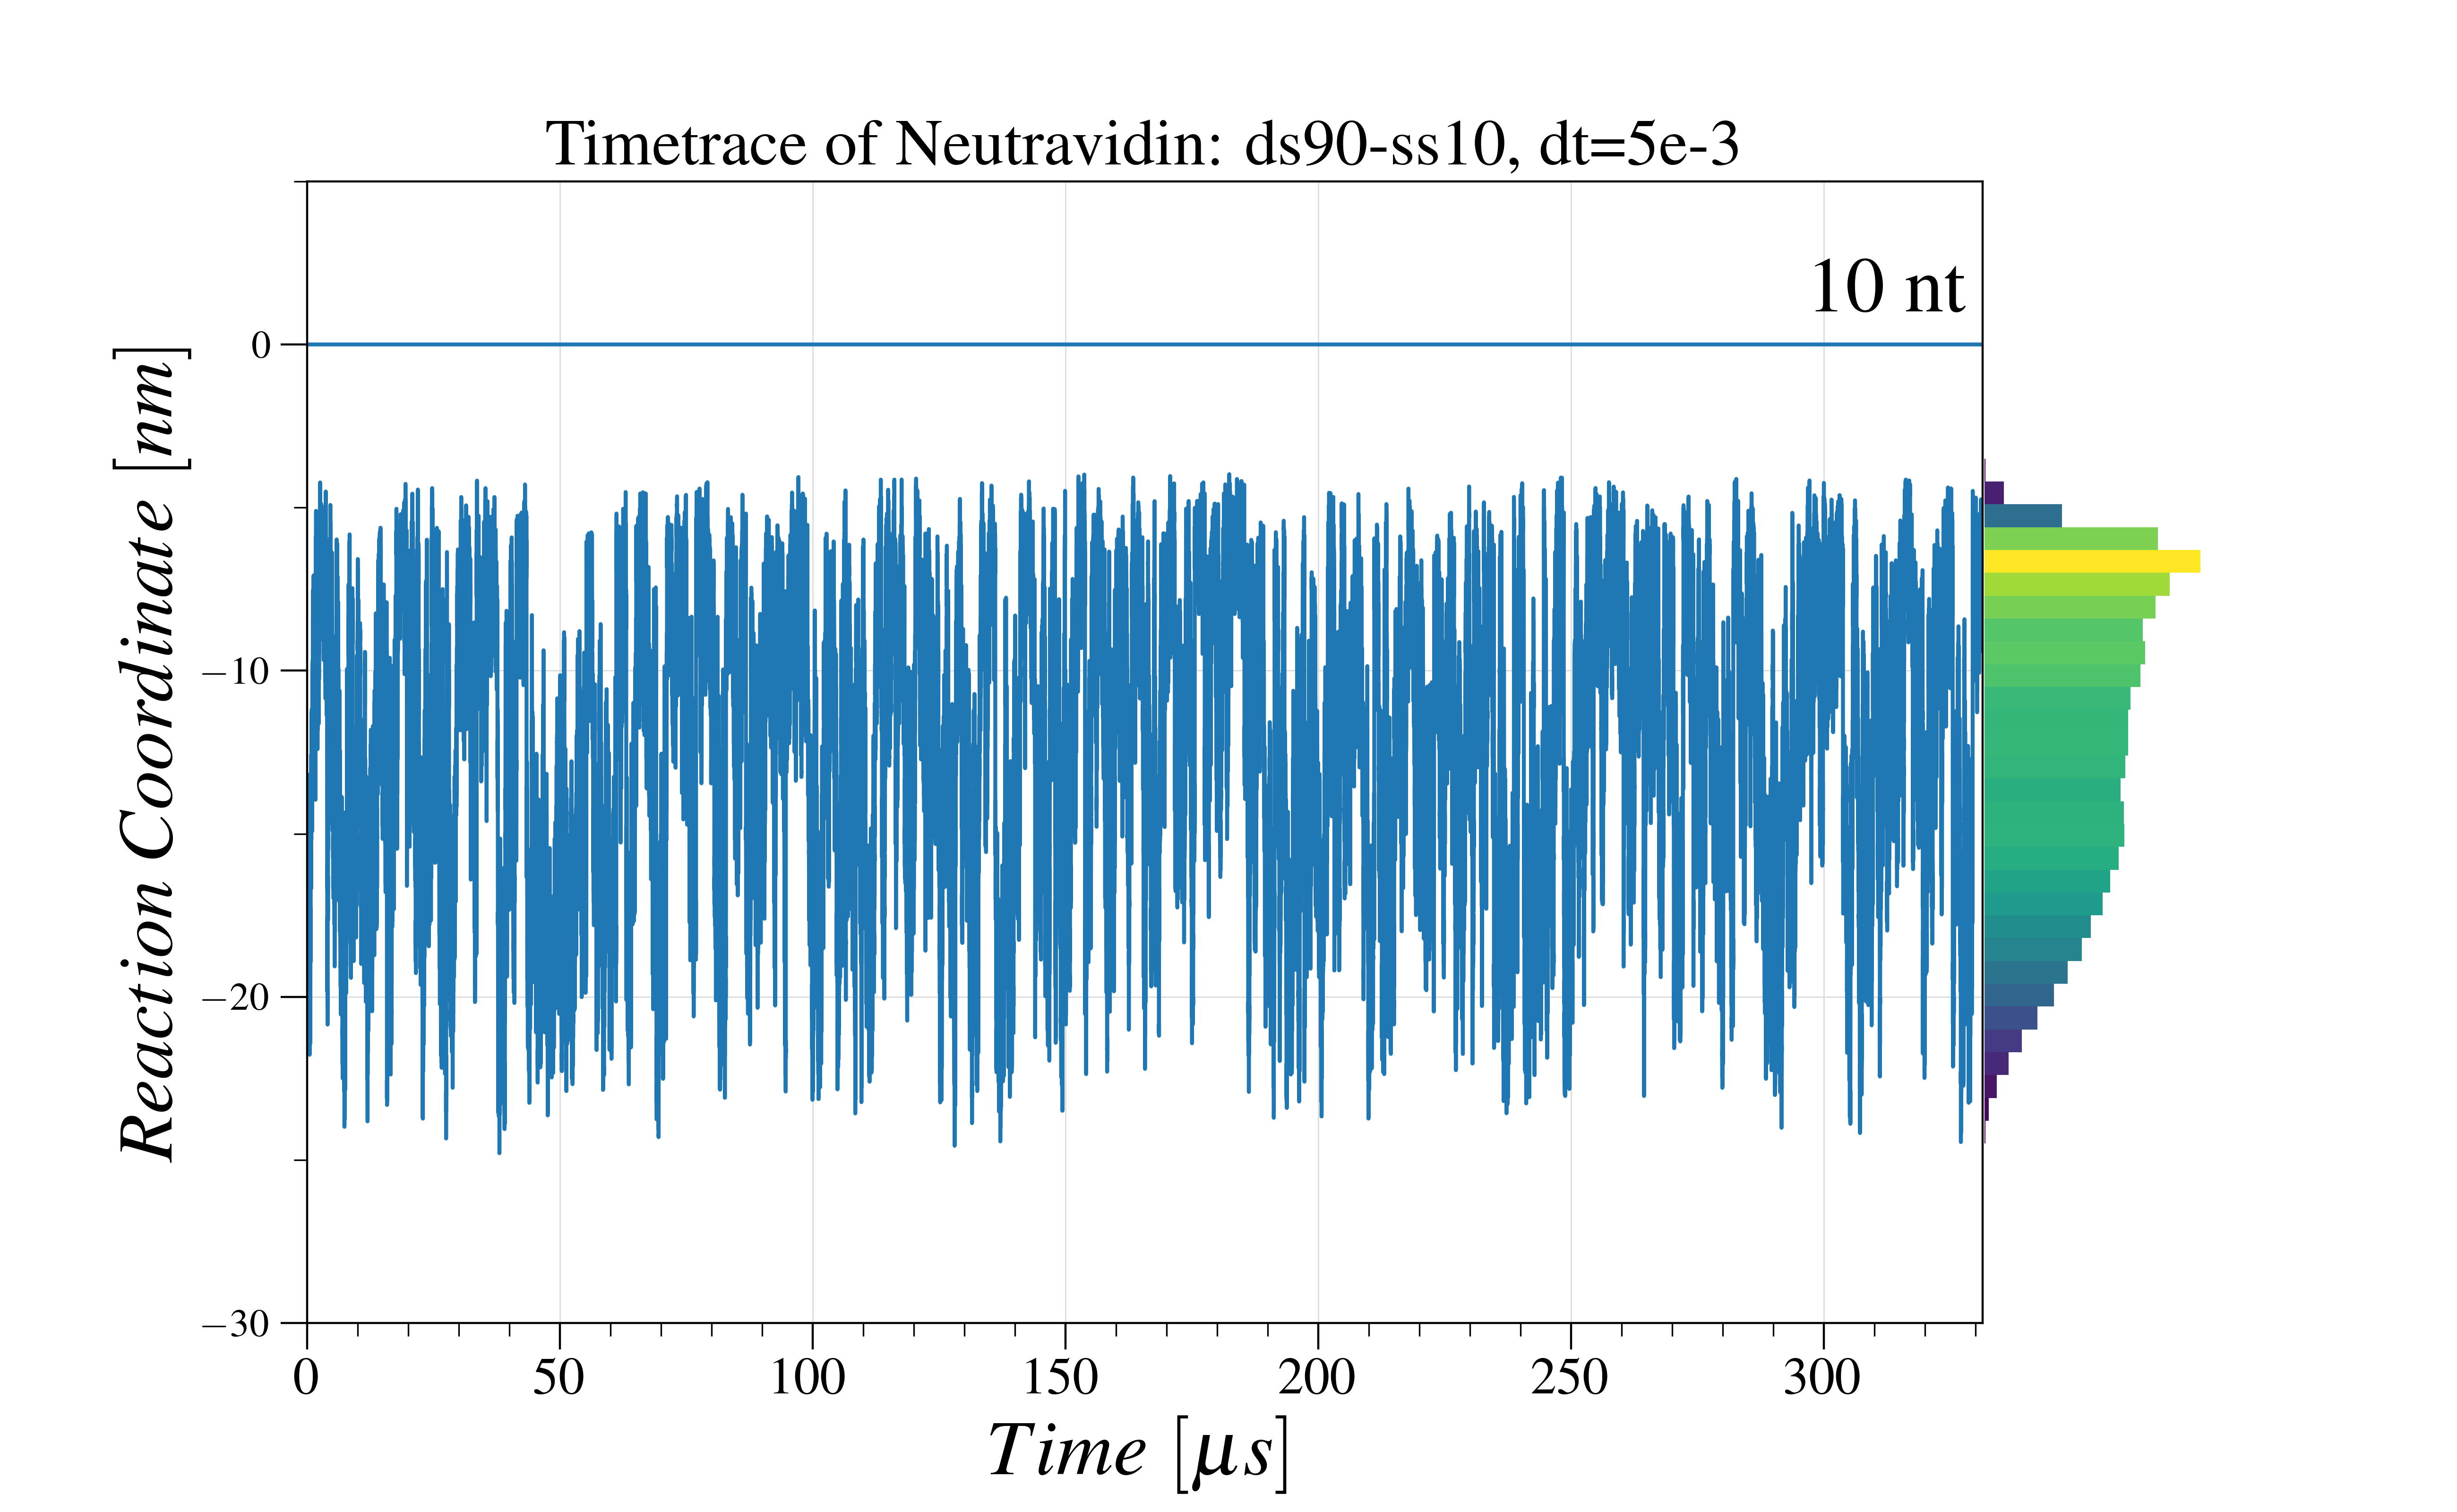 Timetrace of Neutravidin: ds90-ss10, dt=5e-3
10 nt
Reaction Coordinate [nm]
0
−10
−20
−30
0 50 100 150 200 250 300
Time [μs]